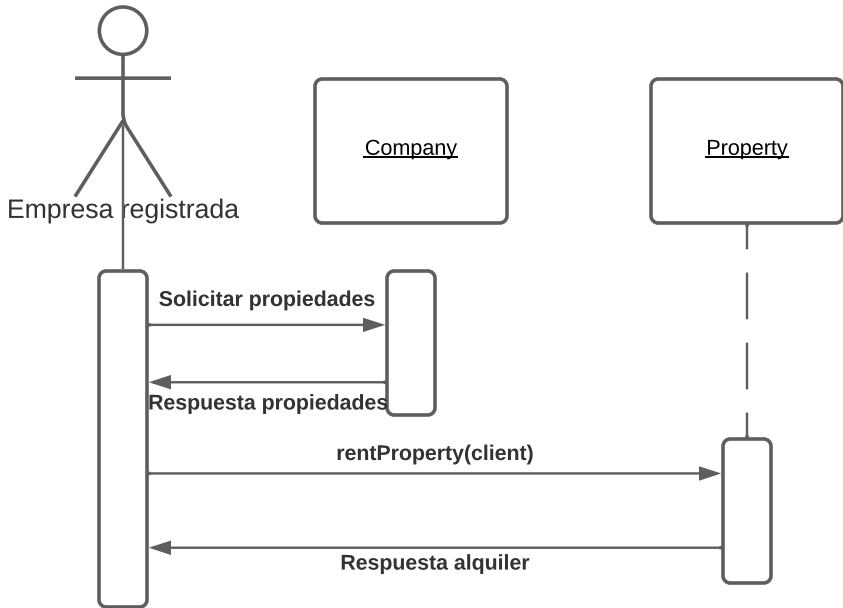 Company
Property
Empresa registrada
Solicitar propiedades
Respuesta propiedades
rentProperty(client)
Respuesta alquiler